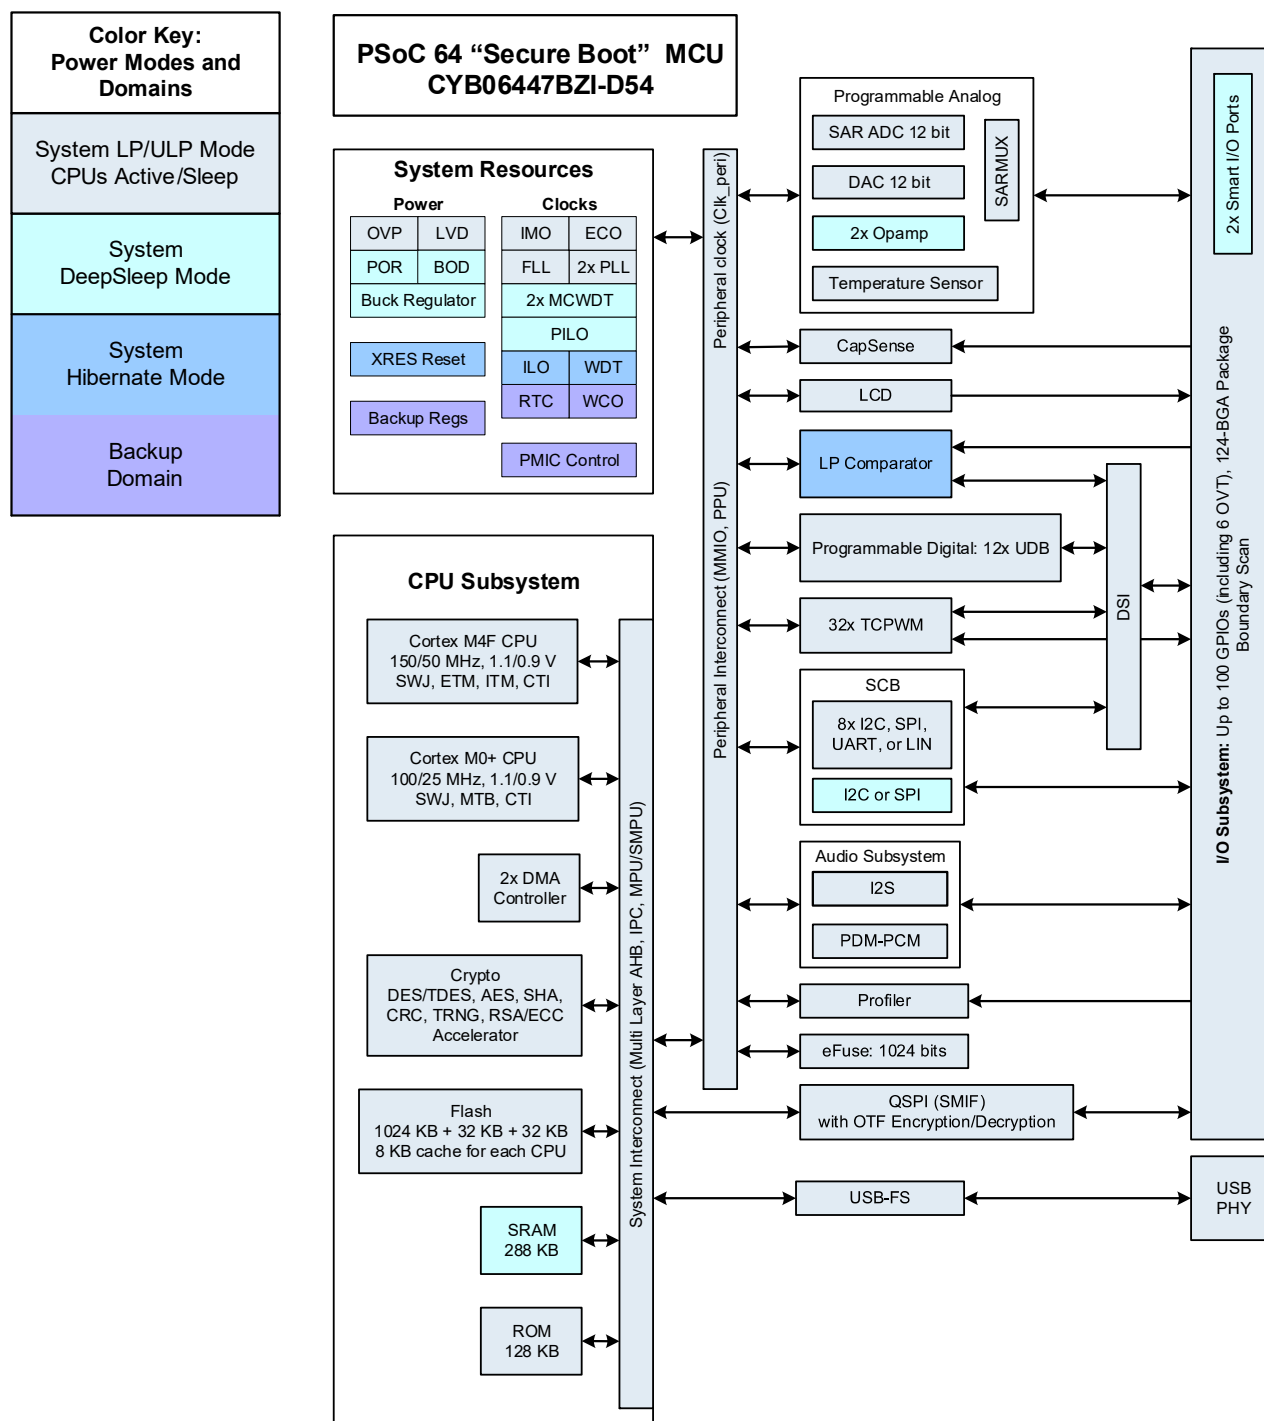 Color Key:
Power Modes and
Domains
System LP/ULP Mode
CPUs Active/Sleep
System
DeepSleep Mode
System
Hibernate Mode
Backup
Domain
PSoC 64 “Secure Boot” MCU
CYB06447BZI-D54
System Resources
Power
Clocks
OVP
LVD
POR
BOD
Buck Regulator
XRES Reset
Backup Regs
IMO
ECO
FLL
2x PLL
2x MCWDT
PILO
ILO
WDT
RTC
WCO
PMIC Control
CPU Subsystem
Cortex M4F CPU
150/50 MHz, 1.1/0.9 V
SWJ, ETM, ITM, CTI
Cortex M0+ CPU
100/25 MHz, 1.1/0.9 V
SWJ, MTB, CTI
2x DMA
Controller
Crypto
DES/TDES, AES, SHA,
CRC, TRNG, RSA/ECC
Accelerator
Flash
1024 KB + 32 KB + 32 KB
8 KB cache for each CPU
SRAM
288 KB
ROM
128 KB
System Interconnect (Multi Layer AHB, IPC, MPU/SMPU)
Peripheral clock (Clk_peri)
Peripheral Interconnect (MMIO, PPU)
Programmable Analog
SAR ADC 12 bit
DAC 12 bit
2x Opamp
Temperature Sensor
SARMUX
CapSense
LCD
LP Comparator
Programmable Digital: 12x UDB
32x TCPWM
DSI
SCB
8x I2C, SPI,
UART, or LIN
I2C or SPI
Audio Subsystem
I2S
PDM-PCM
Profiler
eFuse: 1024 bits
QSPI (SMIF)
with OTF Encryption/Decryption
USB-FS
2x Smart I/O Ports
I/O Subsystem: Up to 100 GPIOs (including 6 OVT), 124-BGA Package
Boundary Scan
USB
PHY